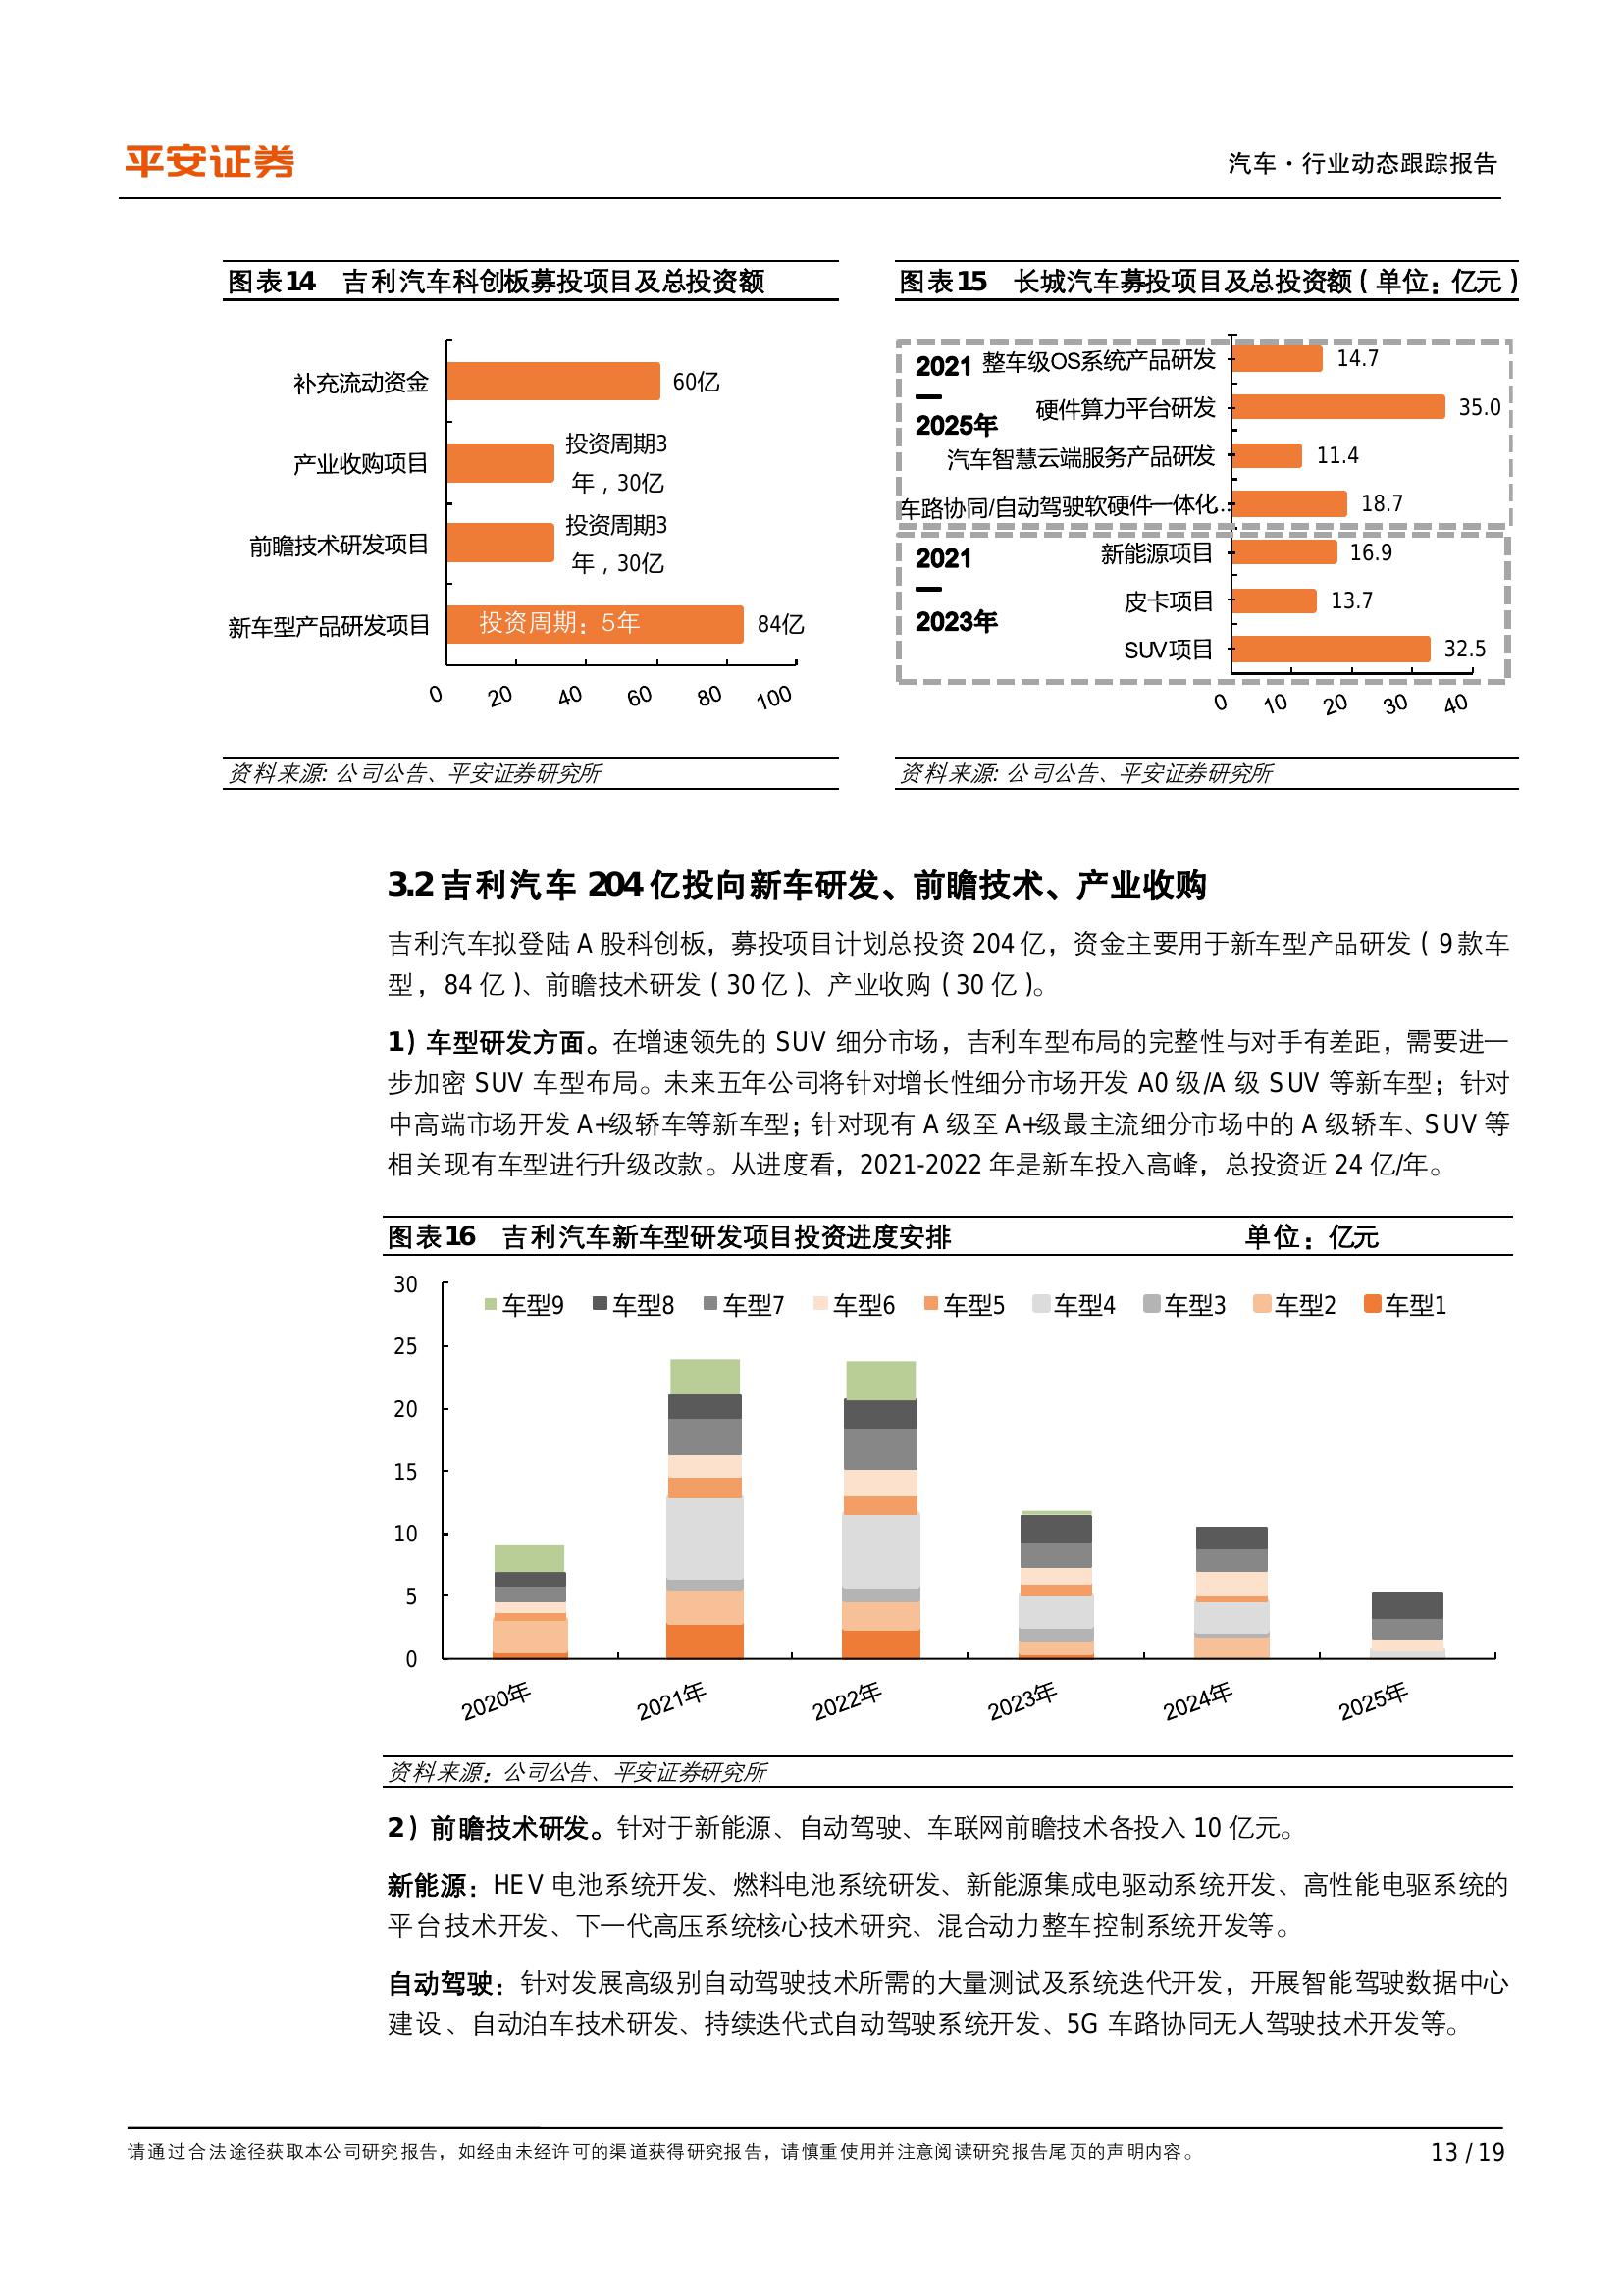 平安证券
汽车·行业动态跟踪报告
图表14 吉利汽车科创板募投项目及总投资额
补充流动资金 60亿
产业收购项目 投资周期3
年，30亿
前瞻技术研发项目 投资周期3
年，30亿
新车型产品研发项目 投资周期：5年 84亿
0 20 40 60 80 100
资料来源: 公司公告、平安证券研究所
图表15 长城汽车募投项目及总投资额（单位：亿元）
2021
—
2025年
整车级OS系统产品研发 14.7
硬件算力平台研发 35.0
汽车智慧云端服务产品研发 11.4
车路协同/自动驾驶软硬件一体化… 18.7
2021
—
2023年
新能源项目 16.9
皮卡项目 13.7
SUV项目 32.5
0 10 20 30 40
资料来源: 公司公告、平安证券研究所
3.2 吉利汽车 204 亿投向新车研发、前瞻技术、产业收购
吉利汽车拟登陆 A 股科创板，募投项目计划总投资 204 亿，资金主要用于新车型产品研发（9 款车
型，84 亿）、前瞻技术研发（30 亿）、产业收购（30 亿）。
1）车型研发方面。在增速领先的 SUV 细分市场，吉利车型布局的完整性与对手有差距，需要进一
步加密 SUV 车型布局。未来五年公司将针对增长性细分市场开发 A0 级/A 级 SUV 等新车型；针对
中高端市场开发 A+级轿车等新车型；针对现有 A 级至 A+级最主流细分市场中的 A 级轿车、SUV 等
相关现有车型进行升级改款。从进度看，2021-2022 年是新车投入高峰，总投资近 24 亿/年。
图表16 吉利汽车新车型研发项目投资进度安排 单位：亿元
车型9 车型8 车型7 车型6 车型5 车型4 车型3 车型2 车型1
30
25
20
15
10
5
0
2020年 2021年 2022年 2023年 2024年 2025年
资料来源：公司公告、平安证券研究所
2）前瞻技术研发。针对于新能源、自动驾驶、车联网前瞻技术各投入 10 亿元。
新能源：HEV 电池系统开发、燃料电池系统研发、新能源集成电驱动系统开发、高性能电驱系统的
平台技术开发、下一代高压系统核心技术研究、混合动力整车控制系统开发等。
自动驾驶：针对发展高级别自动驾驶技术所需的大量测试及系统迭代开发，开展智能驾驶数据中心
建设、自动泊车技术研发、持续迭代式自动驾驶系统开发、5G 车路协同无人驾驶技术开发等。
请通过合法途径获取本公司研究报告，如经由未经许可的渠道获得研究报告，请慎重使用并注意阅读研究报告尾页的声明内容。
13 / 19